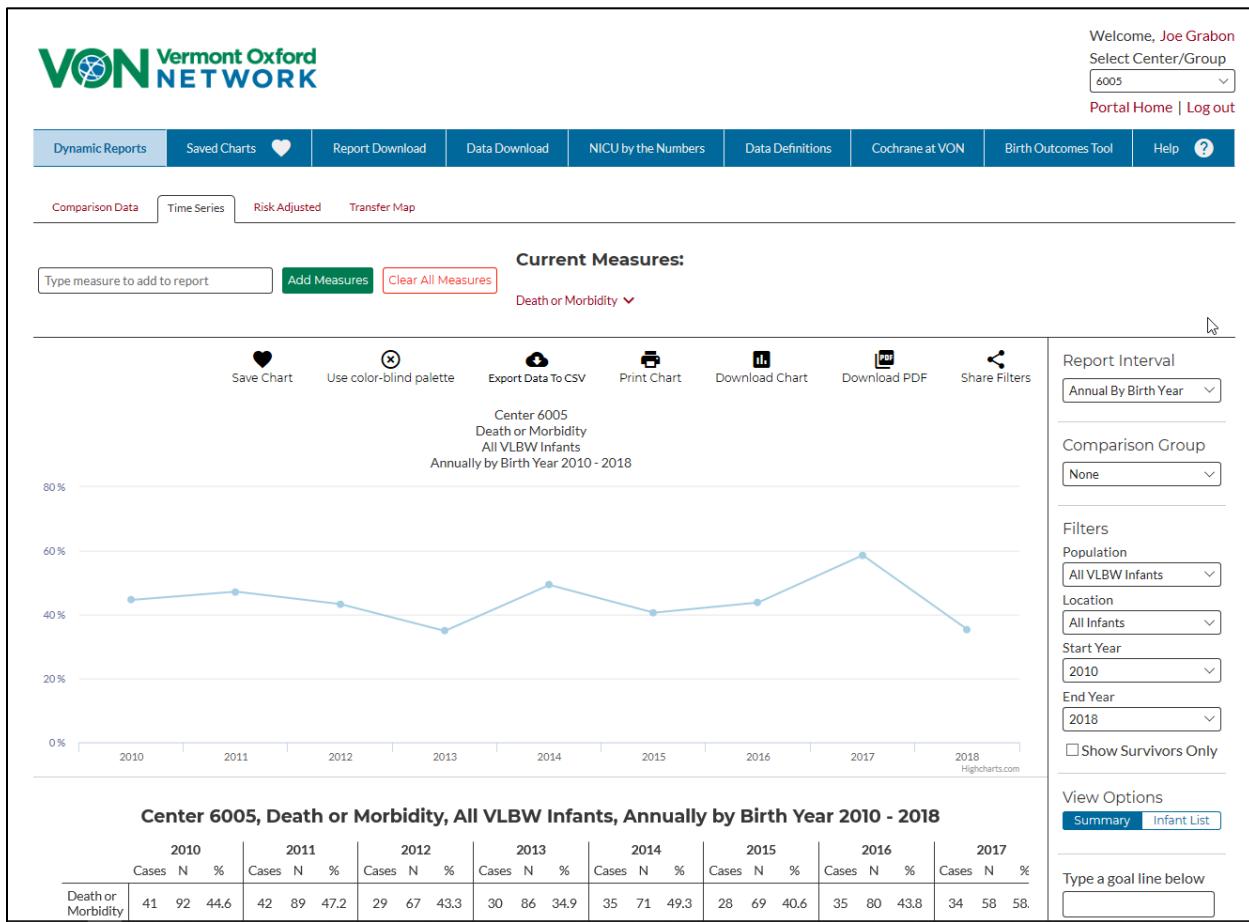 VON Vermont Oxford NETWORK
Welcome, Joe Grabon
Select Center/Group
6005
Portal Home | Log out
Dynamic Reports Saved Charts Report Download Data Download NICU by the Numbers Data Definitions Cochrane at VON Birth Outcomes Tool Help ?
Comparison Data Time Series Risk Adjusted Transfer Map
Type measure to add to report Add Measures Clear All Measures
Current Measures:
Death or Morbidity
Save Chart Use color-blind palette Export Data To CSV Print Chart PDF Download Chart Download PDF Share Filters
Center 6005
Death or Morbidity
All VLBW Infants
Annually by Birth Year 2010 - 2018
80 %
60 %
40 %
20 %
0 %
2010 2011 2012 2013 2014 2015 2016 2017 2018
Highcharts.com
Report Interval
Annual By Birth Year
Comparison Group
None
Filters
Population
All VLBW Infants
Location
All Infants
Start Year
2010
End Year
2018
Show Survivors Only
View Options
Summary Infant List
Type a goal line below
Center 6005, Death or Morbidity, All VLBW Infants, Annually by Birth Year 2010 - 2018
2010 2011 2012 2013 2014 2015 2016 2017
Cases N % Cases N % Cases N % Cases N % Cases N % Cases N % Cases N % Cases N %
Death or Morbidity 41 92 44.6 42 89 47.2 29 67 43.3 30 86 34.9 35 71 49.3 28 69 40.6 35 80 43.8 34 58 58.